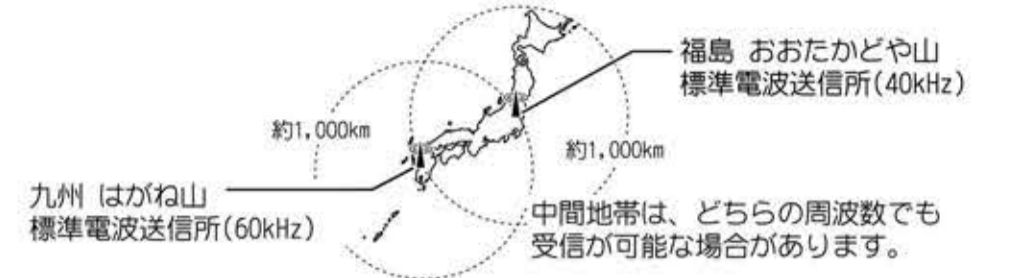 福島 おおたかどや山
標準電波送信所(40kHz)
約1,000km
約1,000km
九州 はがね山
標準電波送信所(60kHz)
中間地帯は、どちらの周波数でも
受信が可能な場合があります。